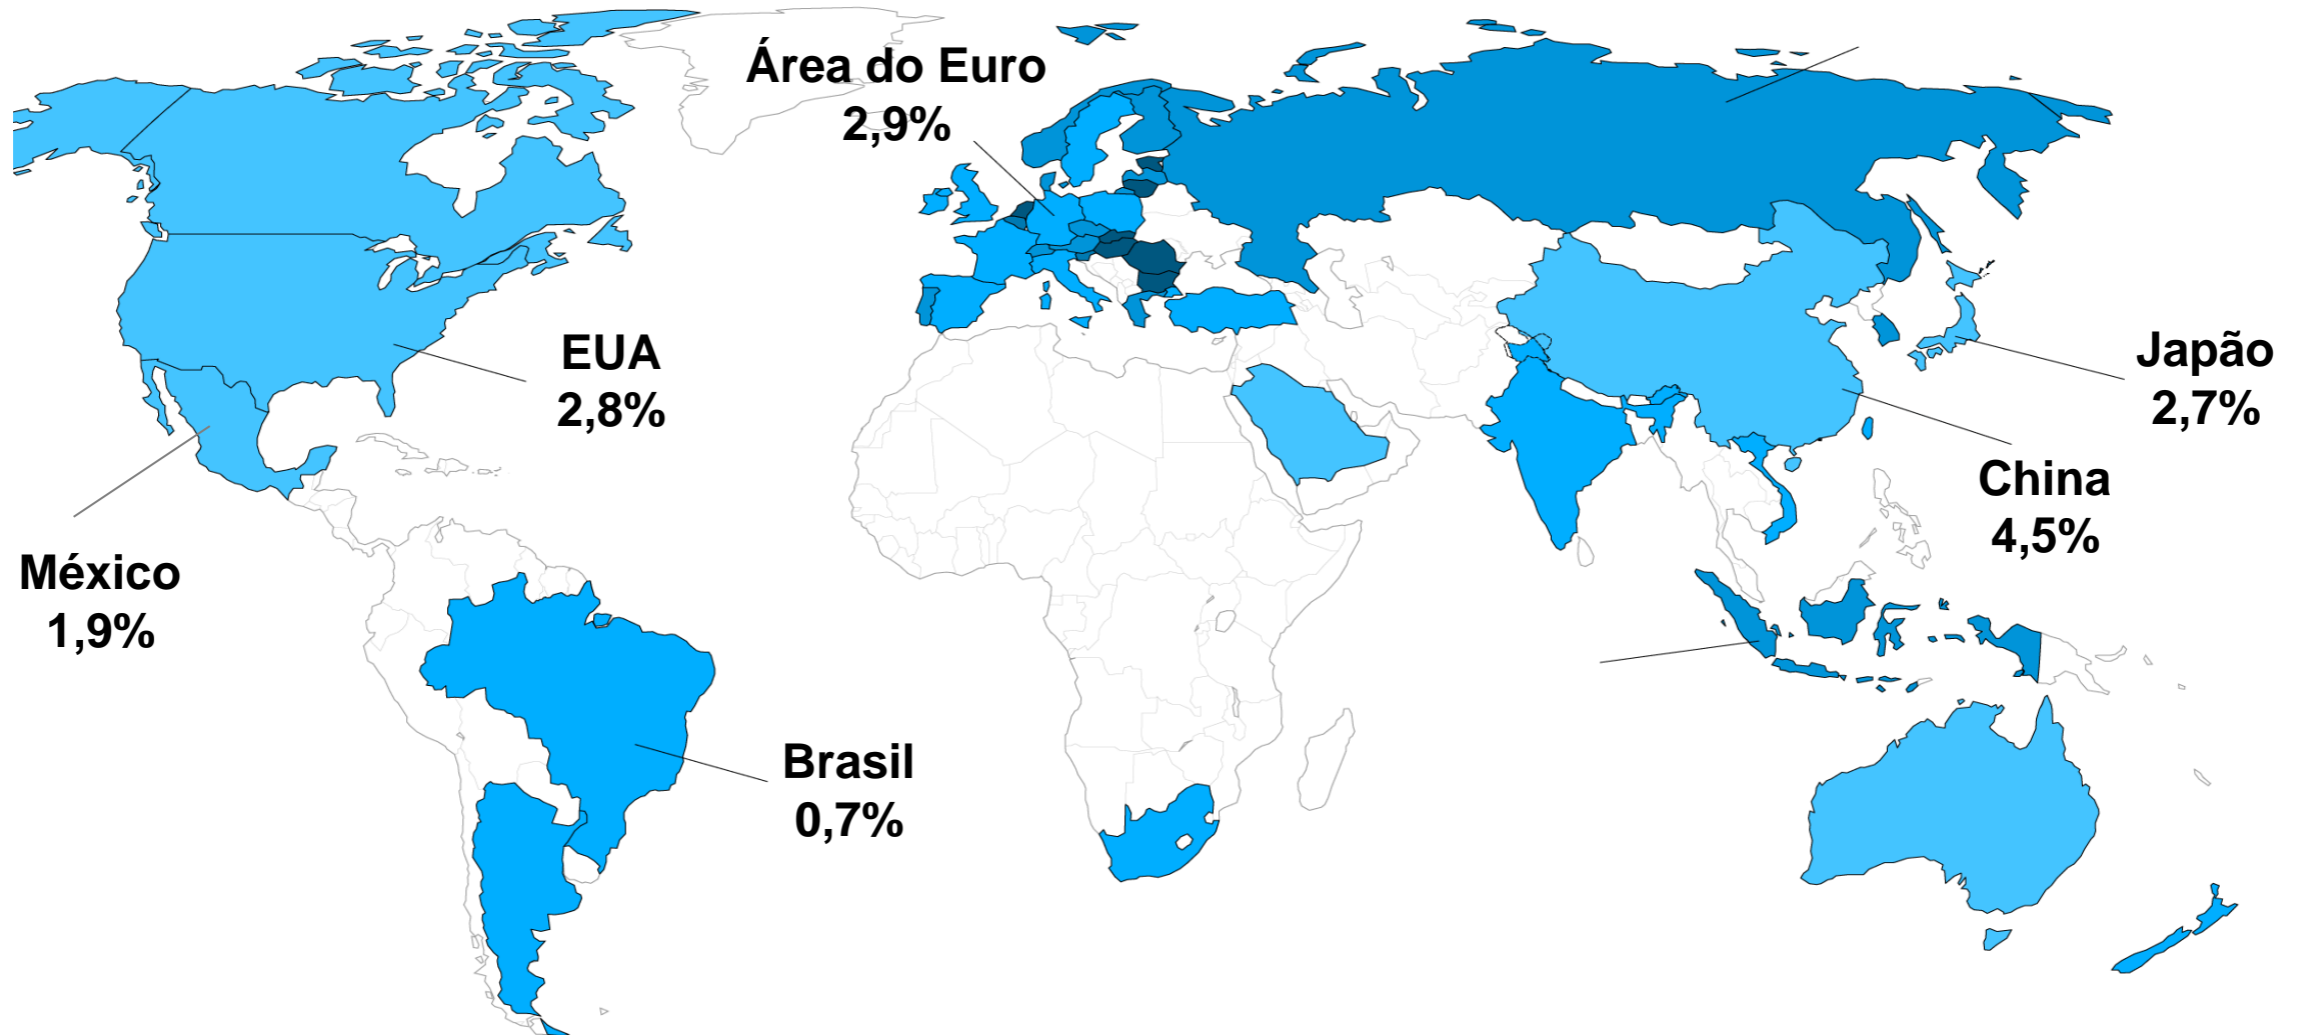 Área do Euro
2,9%
EUA
2,8%
Japão
2,7%
China
4,5%
México
1,9%
Brasil
0,7%